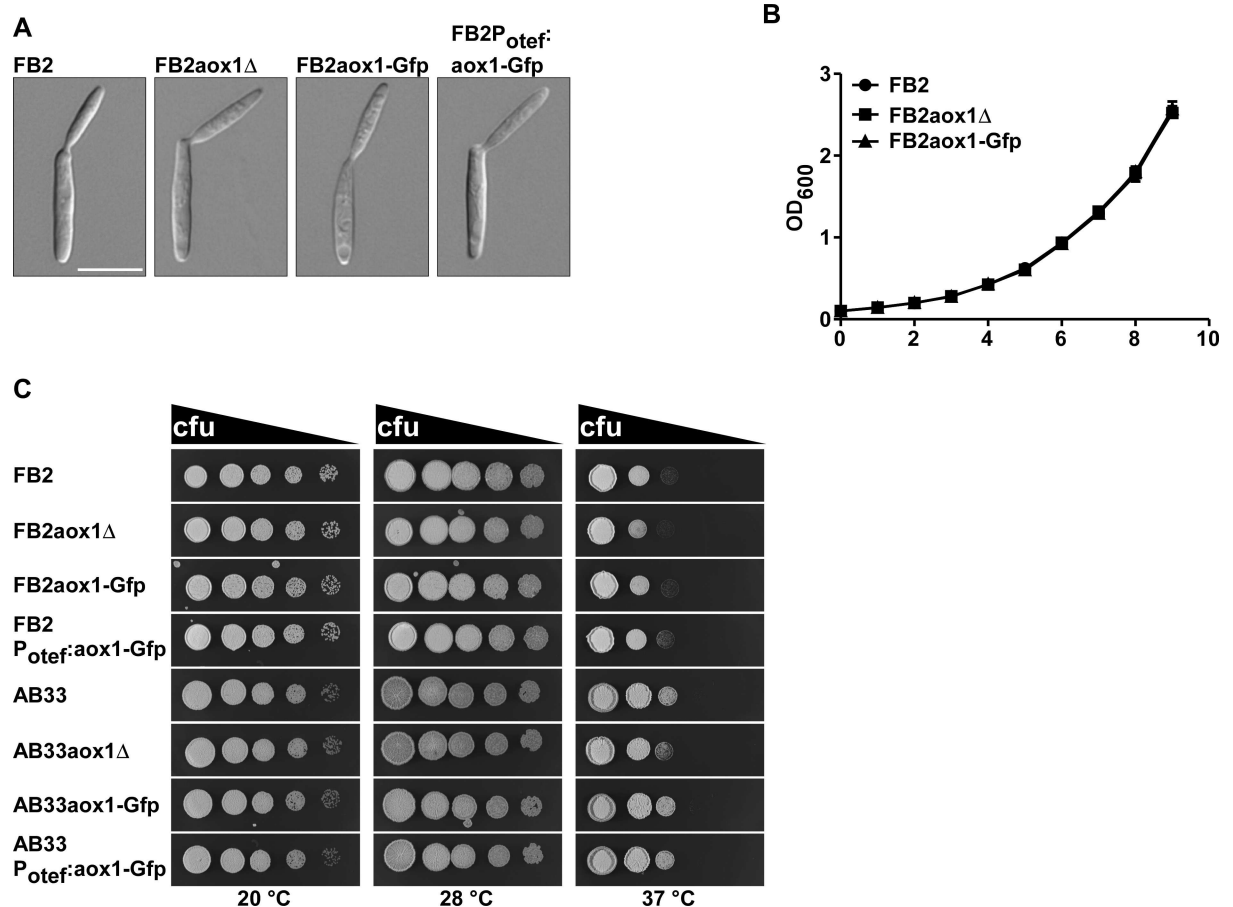 A
FB2
FB2aox1Δ
FB2aox1-Gfp
FB2Potef:
aox1-Gfp
B
3
2
1
0
OD600
FB2
FB2aox1Δ
FB2aox1-Gfp
0 2 4 6 8 10
C
cfu cfu cfu
FB2
FB2aox1Δ
FB2aox1-Gfp
FB2
Potef:aox1-Gfp
AB33
AB33aox1Δ
AB33aox1-Gfp
AB33
Potef:aox1-Gfp
20 °C 28 °C 37 °C